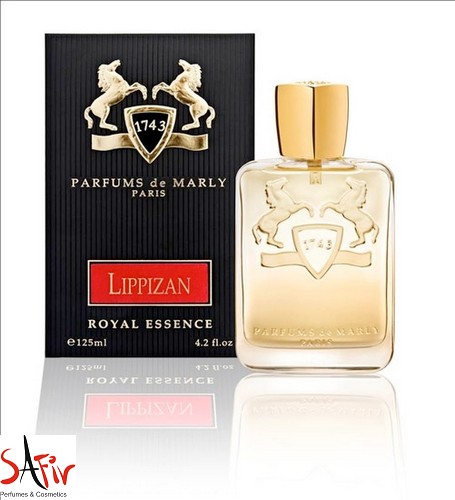 1743
PARFUMS de MARLY
PARIS
LIPPIZAN
ROYAL ESSENCE
℮125ml 4.2 fl.oz
1743
PARFUMS de MARLY
PARIS
SAFIR
Perfumes & Cosmetics